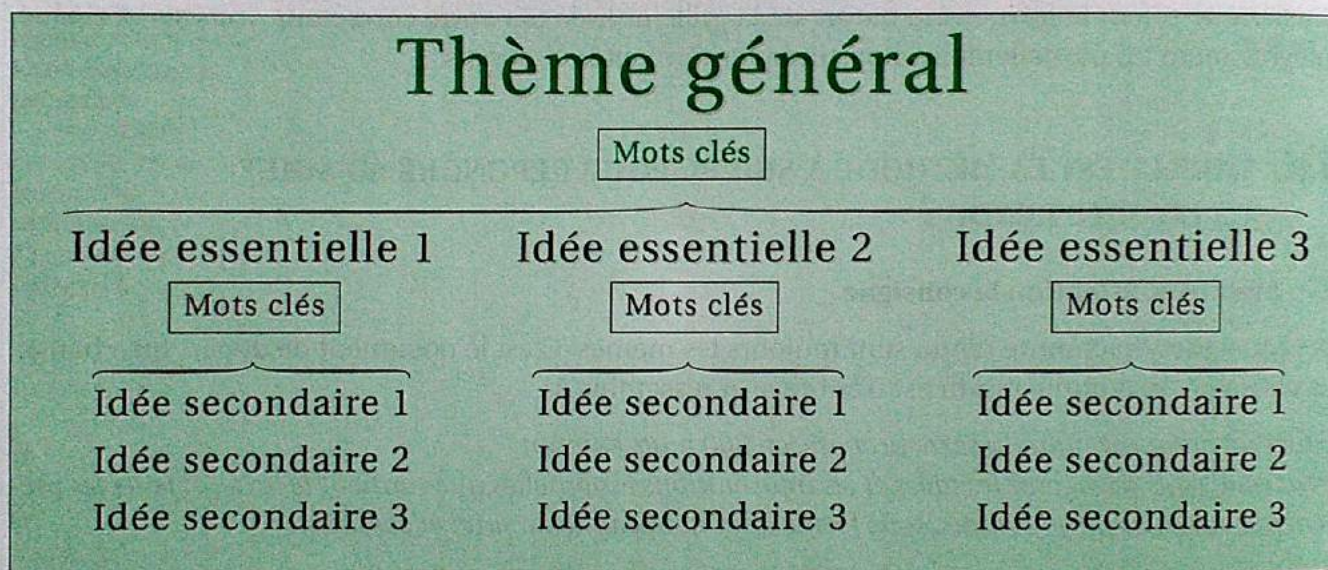 Thème général
Mots clés
Idée essentielle 1 Idée essentielle 2 Idée essentielle 3
Mots clés Mots clés Mots clés
Idée secondaire 1 Idée secondaire 1 Idée secondaire 1
Idée secondaire 2 Idée secondaire 2 Idée secondaire 2
Idée secondaire 3 Idée secondaire 3 Idée secondaire 3